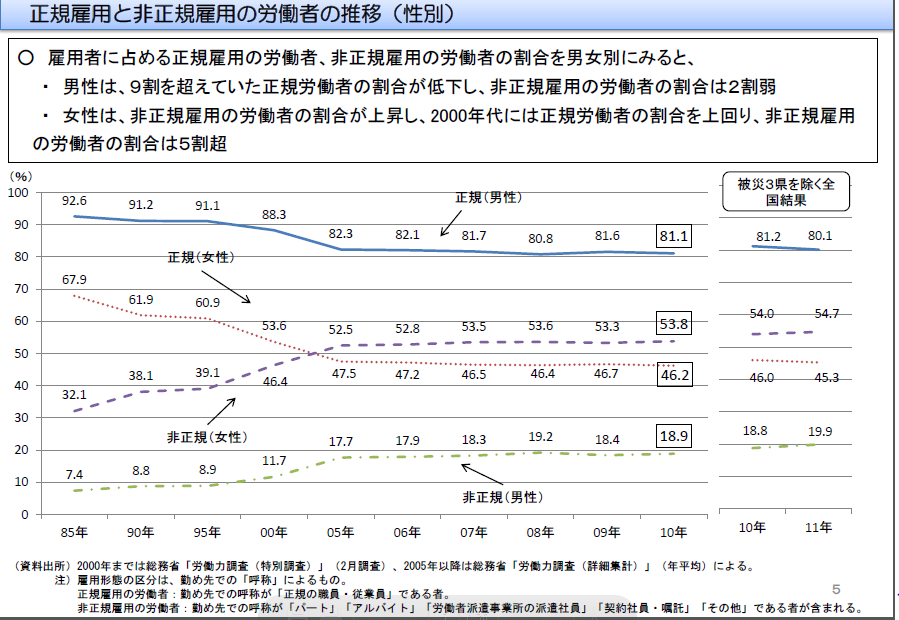 正規雇用と非正規雇用の労働者の推移（性別）
○ 雇用者に占める正規雇用の労働者、非正規雇用の労働者の割合を男女別にみると、
・ 男性は、９割を超えていた正規労働者の割合が低下し、非正規雇用の労働者の割合は２割弱
・ 女性は、非正規雇用の労働者の割合が上昇し、2000年代には正規労働者の割合を上回り、非正規雇用
の労働者の割合は５割超
（%）
被災３県を除く全
国結果
100
90
80
70
60
50
40
30
20
10
0
正規（男性）
92.6 91.2 91.1 88.3 82.3 82.1 81.7 80.8 81.6 81.1 81.2 80.1
正規（女性）
67.9 61.9 60.9 53.6 47.5 47.2 46.5 46.4 46.7 46.2 46.0 45.3
非正規（女性）
32.1 38.1 39.1 46.4 52.5 52.8 53.5 53.6 53.3 53.8 54.0 54.7
非正規（男性）
7.4 8.8 8.9 11.7 17.7 17.9 18.3 19.2 18.4 18.9 18.8 19.9
85年 90年 95年 00年 05年 06年 07年 08年 09年 10年 10年 11年
（資料出所）2000年までは総務省「労働力調査（特別調査）」（2月調査）、2005年以降は総務省「労働力調査（詳細集計）」（年平均）による。
注）雇用形態の区分は、勤め先での「呼称」によるもの。
正規雇用の労働者：勤め先での呼称が「正規の職員・従業員」である者。
非正規雇用の労働者：勤め先での呼称が「パート」「アルバイト」「労働者派遣事業所の派遣社員」「契約社員・嘱託」「その他」である者が含まれる。
5